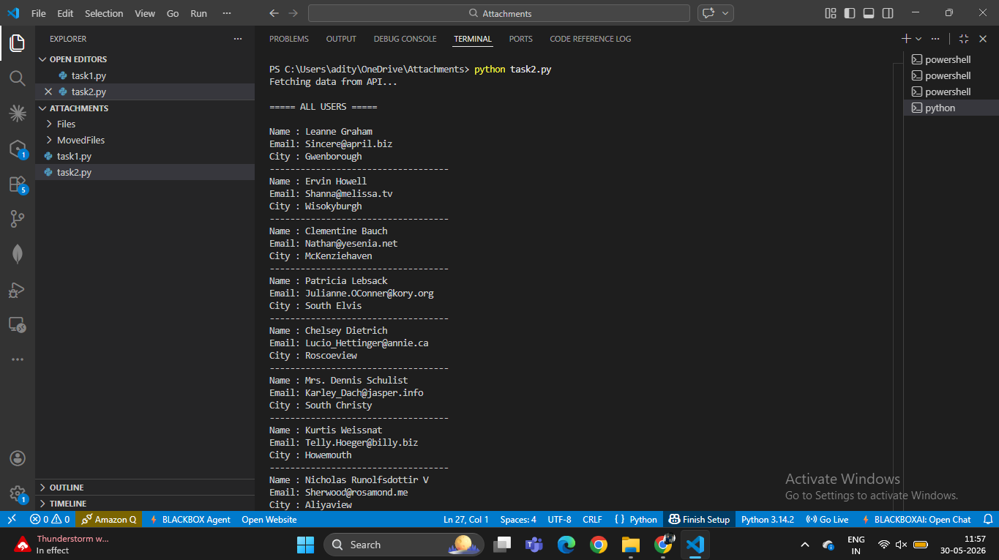 File Edit Selection View Go Run ···
Attachments
EXPLORER ···
OPEN EDITORS
task1.py
task2.py
ATTACHMENTS
Files
MovedFiles
task1.py
task2.py
OUTLINE
TIMELINE
1
5
1
PROBLEMS OUTPUT DEBUG CONSOLE TERMINAL PORTS CODE REFERENCE LOG
PS C:\Users\adity\OneDrive\Attachments> python task2.py
Fetching data from API...
===== ALL USERS =====
Name : Leanne Graham
Email: Sincere@april.biz
City : Gwenborough
----------------------------------
Name : Ervin Howell
Email: Shanna@melissa.tv
City : Wisokyburgh
----------------------------------
Name : Clementine Bauch
Email: Nathan@yesenia.net
City : McKenziehaven
----------------------------------
Name : Patricia Lebsack
Email: Julianne.OConner@kory.org
City : South Elvis
----------------------------------
Name : Chelsey Dietrich
Email: Lucio_Hettinger@annie.ca
City : Roscoeview
----------------------------------
Name : Mrs. Dennis Schulist
Email: Karley_Dach@jasper.info
City : South Christy
----------------------------------
Name : Kurtis Weissnat
Email: Telly.Hoeger@billy.biz
City : Howemouth
----------------------------------
Name : Nicholas Runolfsdottir V
Email: Sherwood@rosamond.me
City : Aliyaview
powershell
powershell
powershell
python
Activate Windows
Go to Settings to activate Windows.
0 0 Amazon Q BLACKBOX Agent Open Website Ln 27, Col 1 Spaces: 4 UTF-8 CRLF { } Python Finish Setup Python 3.14.2 Go Live BLACKBOXAI: Open Chat
Thunderstorm w...
In effect
Search
ENG
IN
11:57
30-05-2026